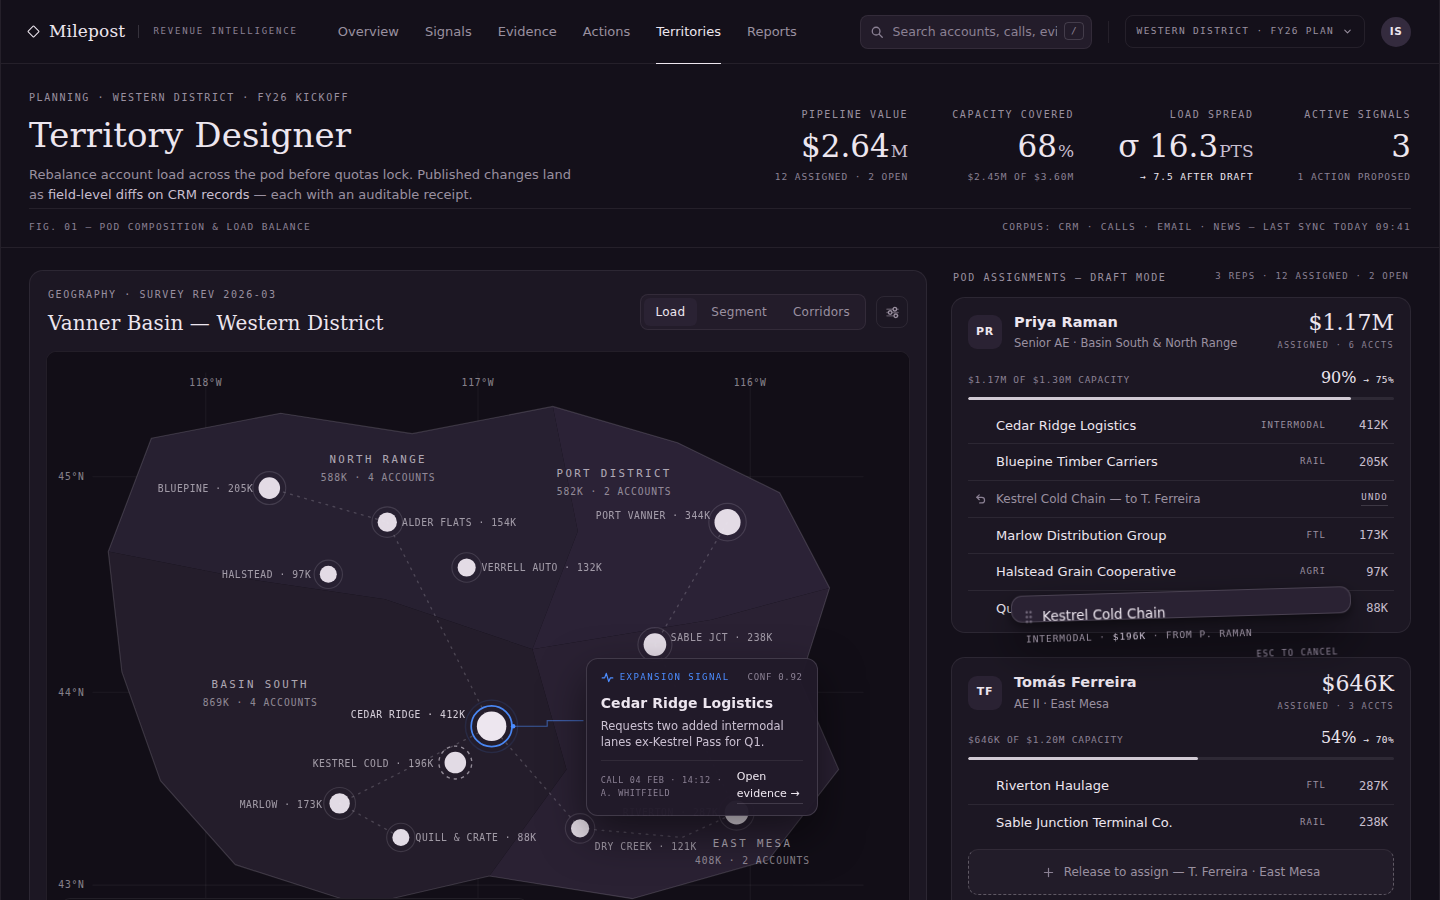 Milepost
REVENUE INTELLIGENCE
Overview
Signals
Evidence
Actions
Territories
Reports
Search accounts, calls, evi
/
WESTERN DISTRICT · FY26 PLAN
IS
PLANNING · WESTERN DISTRICT · FY26 KICKOFF
Territory Designer
Rebalance account load across the pod before quotas lock. Published changes land
as field-level diffs on CRM records — each with an auditable receipt.
PIPELINE VALUE
$2.64M
12 ASSIGNED · 2 OPEN
CAPACITY COVERED
68%
$2.45M OF $3.60M
LOAD SPREAD
σ 16.3PTS
→ 7.5 AFTER DRAFT
ACTIVE SIGNALS
3
1 ACTION PROPOSED
FIG. 01 — POD COMPOSITION & LOAD BALANCE
CORPUS: CRM · CALLS · EMAIL · NEWS — LAST SYNC TODAY 09:41
GEOGRAPHY · SURVEY REV 2026-03
Vanner Basin — Western District
Load
Segment
Corridors
118°W
117°W
116°W
45°N
44°N
43°N
NORTH RANGE
588K · 4 ACCOUNTS
PORT DISTRICT
582K · 2 ACCOUNTS
BLUEPINE · 205K
ALDER FLATS · 154K
PORT VANNER · 344K
HALSTEAD · 97K
VERRELL AUTO · 132K
SABLE JCT · 238K
BASIN SOUTH
869K · 4 ACCOUNTS
CEDAR RIDGE · 412K
KESTREL COLD · 196K
MARLOW · 173K
QUILL & CRATE · 88K
DRY CREEK · 121K
EAST MESA
408K · 2 ACCOUNTS
EXPANSION SIGNAL
CONF 0.92
Cedar Ridge Logistics
Requests two added intermodal
lanes ex-Kestrel Pass for Q1.
CALL 04 FEB · 14:12 ·
A. WHITFIELD
Open
evidence →
POD ASSIGNMENTS — DRAFT MODE
3 REPS · 12 ASSIGNED · 2 OPEN
PR
Priya Raman
Senior AE · Basin South & North Range
$1.17M
ASSIGNED · 6 ACCTS
$1.17M OF $1.30M CAPACITY
90% → 75%
Cedar Ridge Logistics
INTERMODAL
412K
Bluepine Timber Carriers
RAIL
205K
Kestrel Cold Chain — to T. Ferreira
UNDO
Marlow Distribution Group
FTL
173K
Halstead Grain Cooperative
AGRI
97K
Qu
88K
Kestrel Cold Chain
INTERMODAL · $196K · FROM P. RAMAN
ESC TO CANCEL
TF
Tomás Ferreira
AE II · East Mesa
$646K
ASSIGNED · 3 ACCTS
$646K OF $1.20M CAPACITY
54% → 70%
Riverton Haulage
FTL
287K
Sable Junction Terminal Co.
RAIL
238K
Release to assign — T. Ferreira · East Mesa